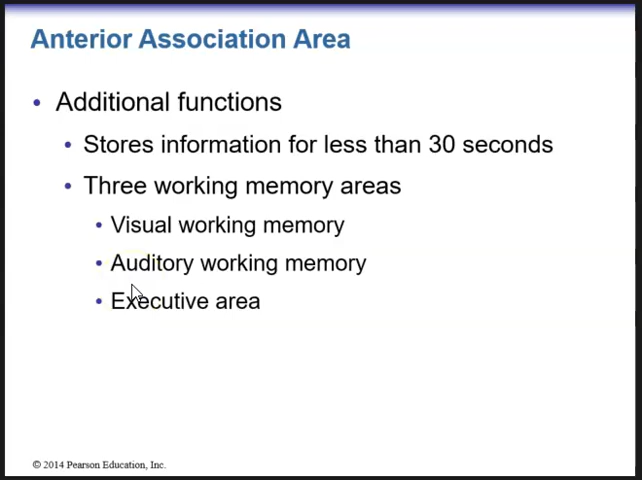 Anterior Association Area
• Additional functions
• Stores information for less than 30 seconds
• Three working memory areas
• Visual working memory
• Auditory working memory
• Executive area
© 2014 Pearson Education, Inc.